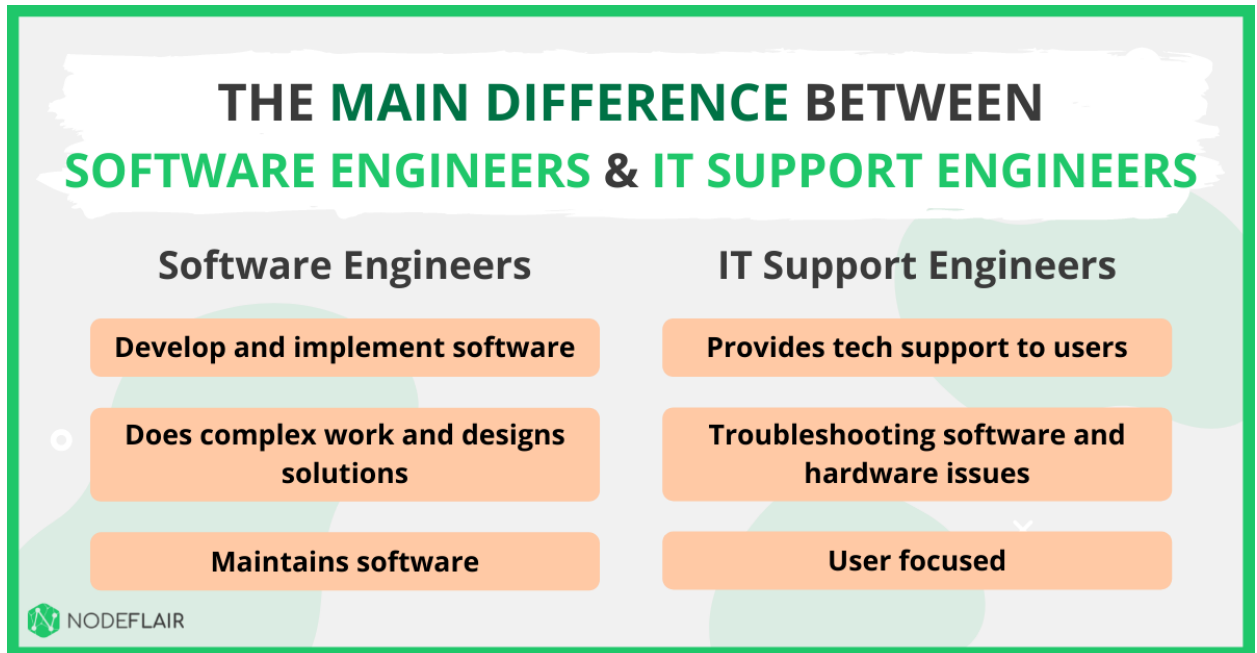 THE MAIN DIFFERENCE BETWEEN
SOFTWARE ENGINEERS & IT SUPPORT ENGINEERS
Software Engineers
Develop and implement software
Does complex work and designs
solutions
Maintains software
IT Support Engineers
Provides tech support to users
Troubleshooting software and
hardware issues
User focused
NODEFLAIR